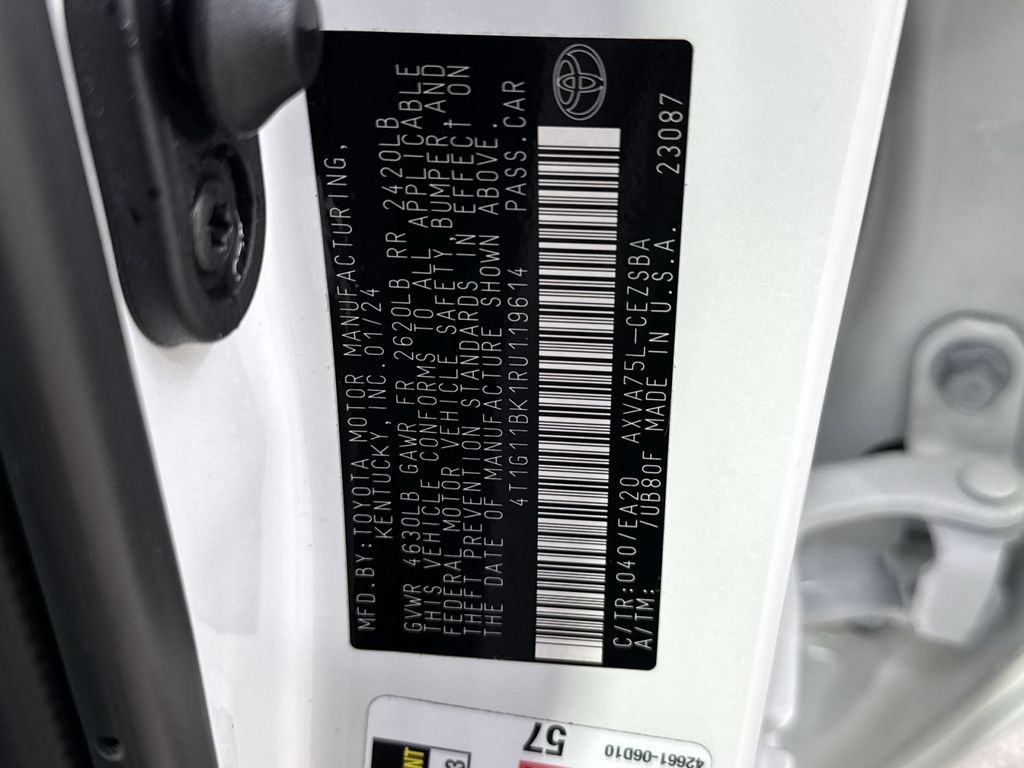 MFD.BY:TOYOTA MOTOR MANUFACTURING,
KENTUCKY,INC. 01/24
GVWR 4630LB GAWR FR 2620LB RR 2420LB
THIS VEHICLE CONFORMS TO ALL APPLICABLE
FEDERAL MOTOR VEHICLE SAFETY,BUMPER,AND
THEFT PREVENTION STANDARDS IN EFFECT ON
THE DATE OF MANUFACTURE SHOWN ABOVE.
4T1G11BK1RU119614 PASS.CAR
C/TR:040/EA20 AXVA75L-CEZSBA 23087
A/TM: /UB80F MADE IN U.S.A.
57
42661-06D10